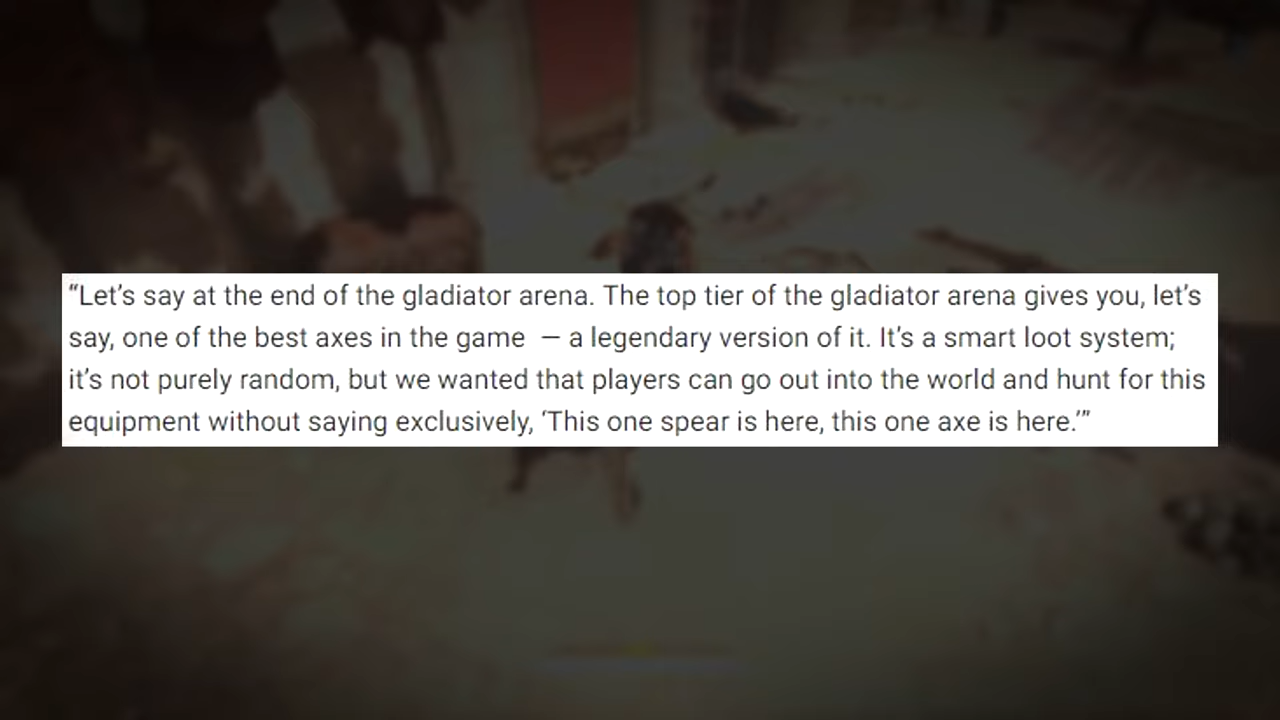 “Let’s say at the end of the gladiator arena. The top tier of the gladiator arena gives you, let’s
say, one of the best axes in the game  — a legendary version of it. It’s a smart loot system;
it’s not purely random, but we wanted that players can go out into the world and hunt for this
equipment without saying exclusively, ‘This one spear is here, this one axe is here.’”